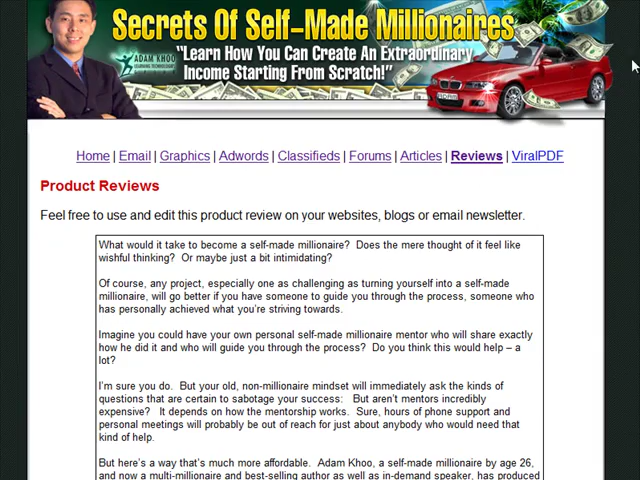 Secrets Of Self-Made Millionaires
ADAM KHOO
"Learn How You Can Create An Extraordinary
Income Starting From Scratch!"
Home | Email | Graphics | Adwords | Classifieds | Forums | Articles | Reviews | ViralPDF
Product Reviews
Feel free to use and edit this product review on your websites, blogs or email newsletter.
What would it take to become a self-made millionaire?  Does the mere thought of it feel like
wishful thinking?  Or maybe just a bit intimidating?
Of course, any project, especially one as challenging as turning yourself into a self-made
millionaire, will go better if you have someone to guide you through the process, someone who
has personally achieved what you're striving towards.
Imagine you could have your own personal self-made millionaire mentor who will share exactly
how he did it and who will guide you through the process?  Do you think this would help – a
lot?
I'm sure you do.  But your old, non-millionaire mindset will immediately ask the kinds of
questions that are certain to sabotage your success:   But aren't mentors incredibly
expensive?   It depends on how the mentorship works.  Sure, hours of phone support and
personal meetings will probably be out of reach for just about anybody who would need that
kind of help.
But here's a way that's much more affordable.  Adam Khoo, a self-made millionaire by age 26,
and now a multi-millionaire and best-selling author as well as in-demand speaker, has produced